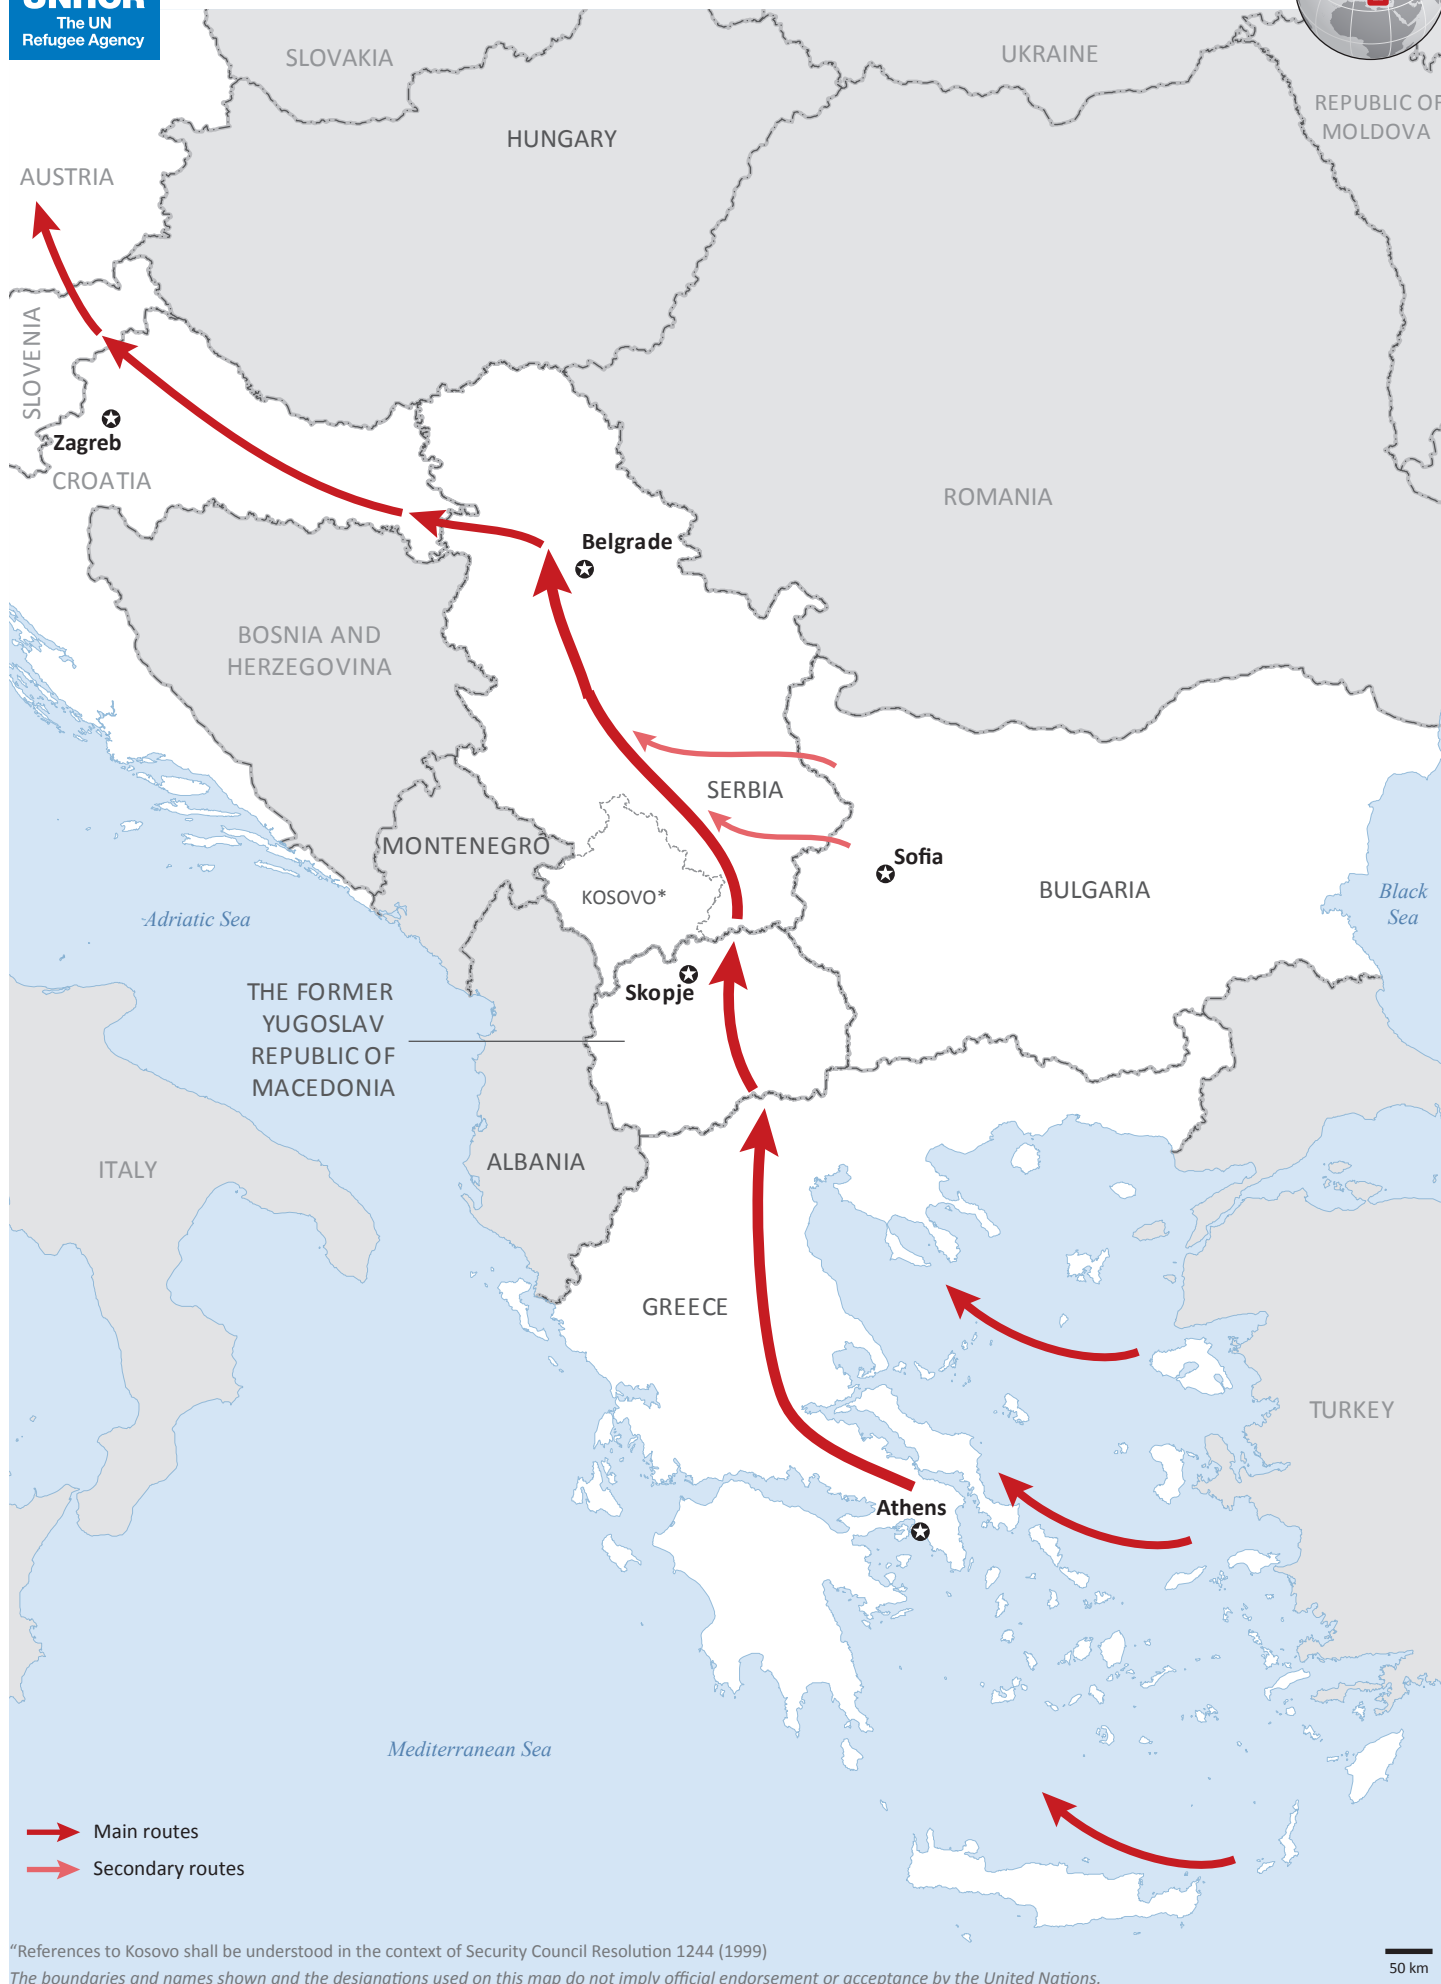 UNHCR
The UN
Refugee Agency
SLOVAKIA
UKRAINE
REPUBLIC OF
MOLDOVA
HUNGARY
AUSTRIA
SLOVENIA
Zagreb
CROATIA
ROMANIA
Belgrade
BOSNIA AND
HERZEGOVINA
SERBIA
MONTENEGRO
Sofia
KOSOVO*
BULGARIA
Black
Sea
Adriatic Sea
Skopje
THE FORMER
YUGOSLAV
REPUBLIC OF
MACEDONIA
ITALY
ALBANIA
GREECE
TURKEY
Athens
Mediterranean Sea
Main routes
Secondary routes
“References to Kosovo shall be understood in the context of Security Council Resolution 1244 (1999)
50 km
The boundaries and names shown and the designations used on this map do not imply official endorsement or acceptance by the United Nations.